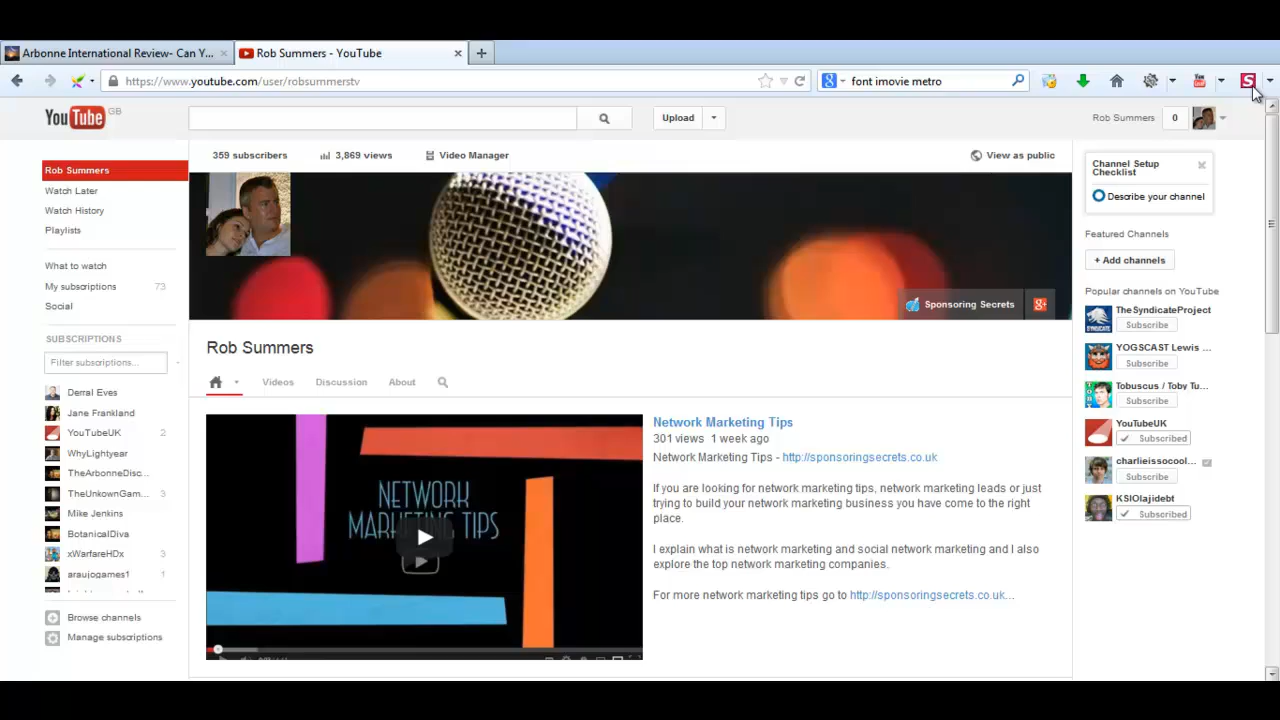 Arbonne International Review- Can Y...
Rob Summers - YouTube
https://www.youtube.com/user/robsummerstv
font imovie metro
YouTube GB
Upload
Rob Summers 0
Rob Summers
Watch Later
Watch History
Playlists
What to watch
My subscriptions 73
Social
SUBSCRIPTIONS
Filter subscriptions...
Derral Eves
Jane Frankland
YouTubeUK 2
WhyLightyear
TheArbonneDisc...
TheUnkownGam... 3
Mike Jenkins
BotanicalDiva
xWarfareHDx 3
araujogames1 1
Browse channels
Manage subscriptions
359 subscribers 3,869 views Video Manager View as public
Sponsoring Secrets
Rob Summers
Videos Discussion About
NETWORK
MARKETING TIPS
Network Marketing Tips
301 views 1 week ago
Network Marketing Tips - http://sponsoringsecrets.co.uk
If you are looking for network marketing tips, network marketing leads or just
trying to build your network marketing business you have come to the right
place.
I explain what is network marketing and social network marketing and I also
explore the top network marketing companies.
For more network marketing tips go to http://sponsoringsecrets.co.uk...
Channel Setup
Checklist
Describe your channel
Featured Channels
+ Add channels
Popular channels on YouTube
TheSyndicateProject
Subscribe
YOGSCAST Lewis ...
Subscribe
Tobuscus / Toby Tu...
Subscribe
YouTubeUK
Subscribed
charlieissocool...
Subscribe
KSIOlajidebt
Subscribed